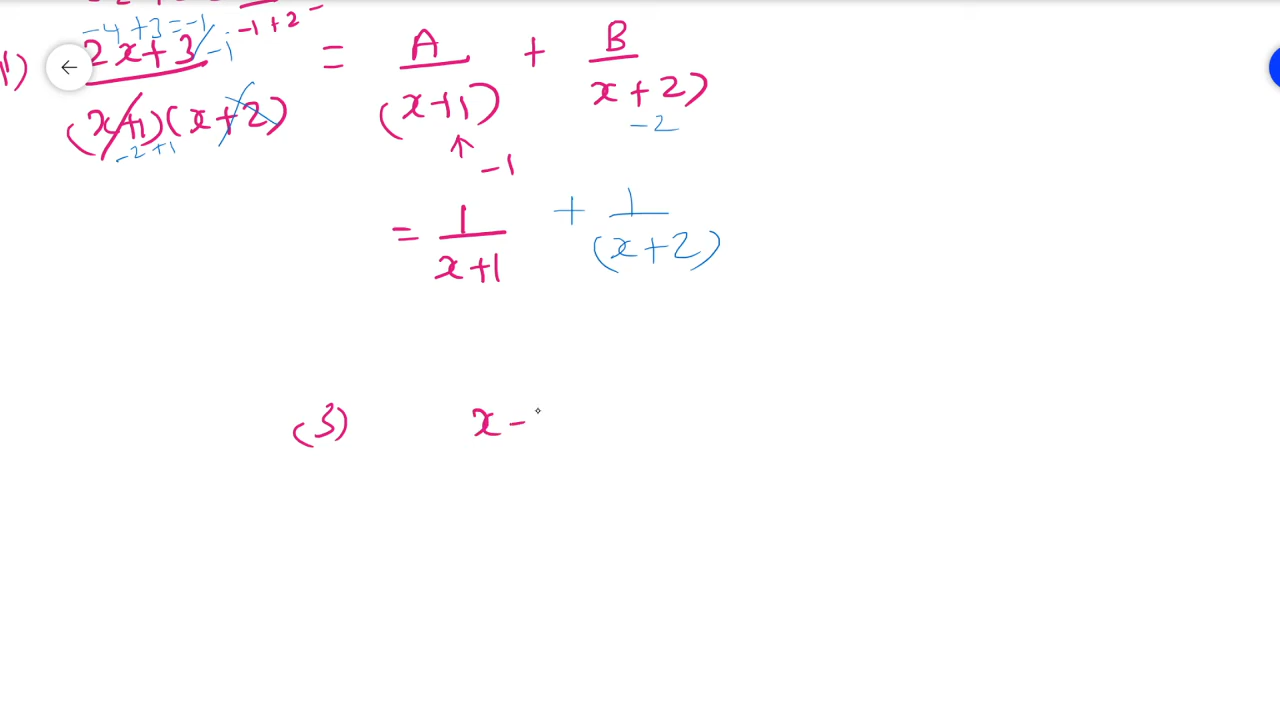 -4+3=-1
-1+2
2x+3/-1 = A/(x+1) + B/x+2)
(x+1)(x+2)
-2+1
-2
↑ -1
= 1/x+1 + 1/(x+2)
(3) x-